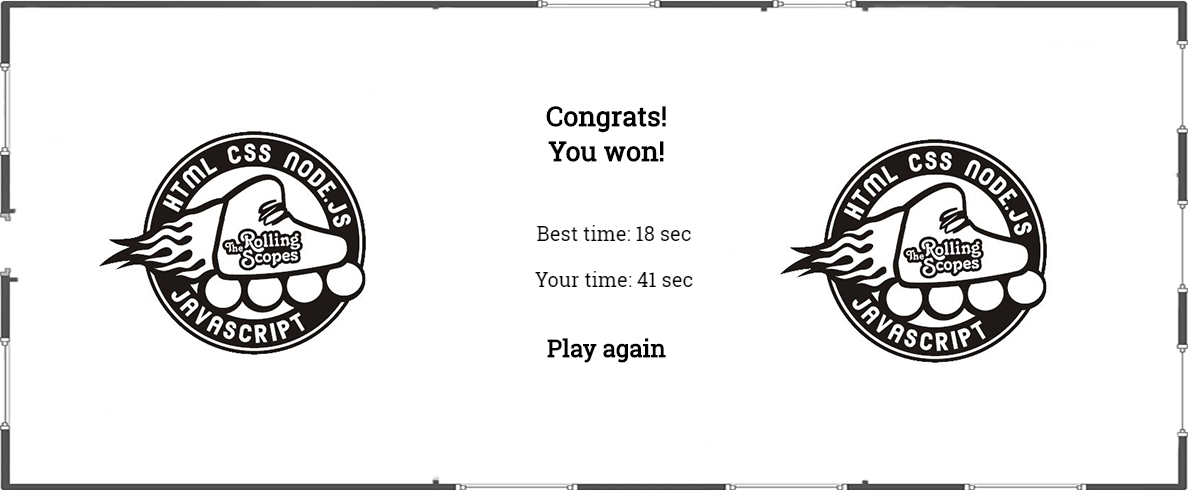 HTML CSS NODE.JS
The Rolling
Scopes
JAVASCRIPT
Congrats!
You won!
Best time: 18 sec
Your time: 41 sec
Play again
HTML CSS NODE.JS
The Rolling
Scopes
JAVASCRIPT